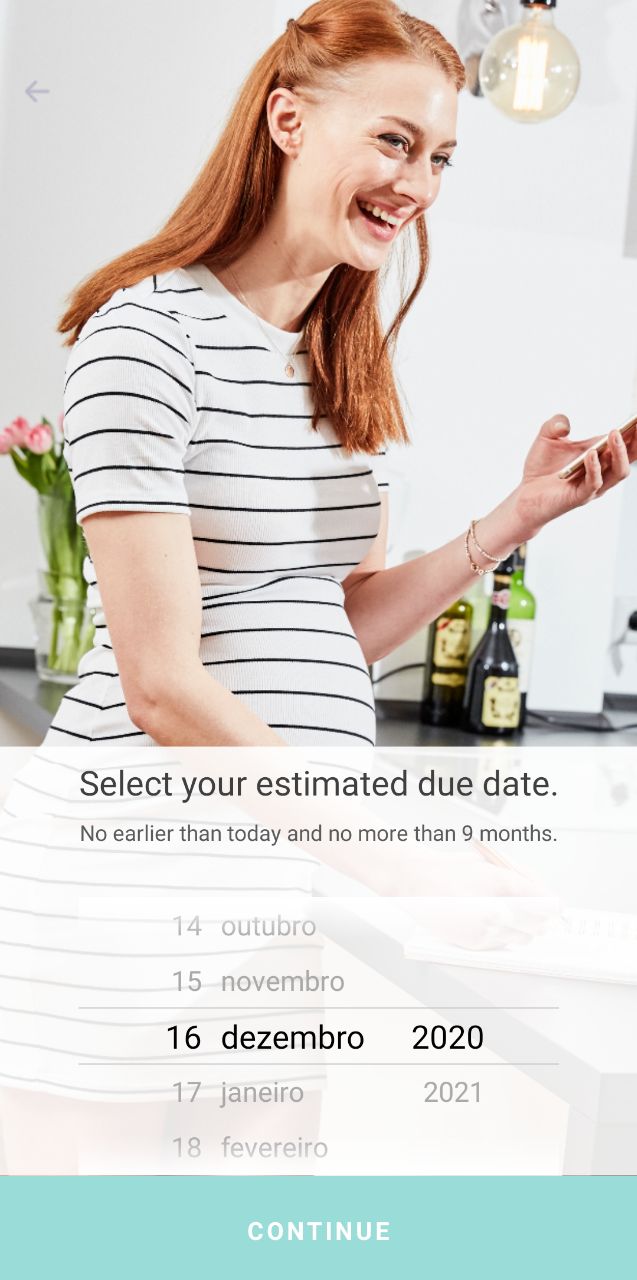 Select your estimated due date.
No earlier than today and no more than 9 months.
14 outubro
15 novembro
16 dezembro 2020
17 janeiro 2021
18 fevereiro
CONTINUE